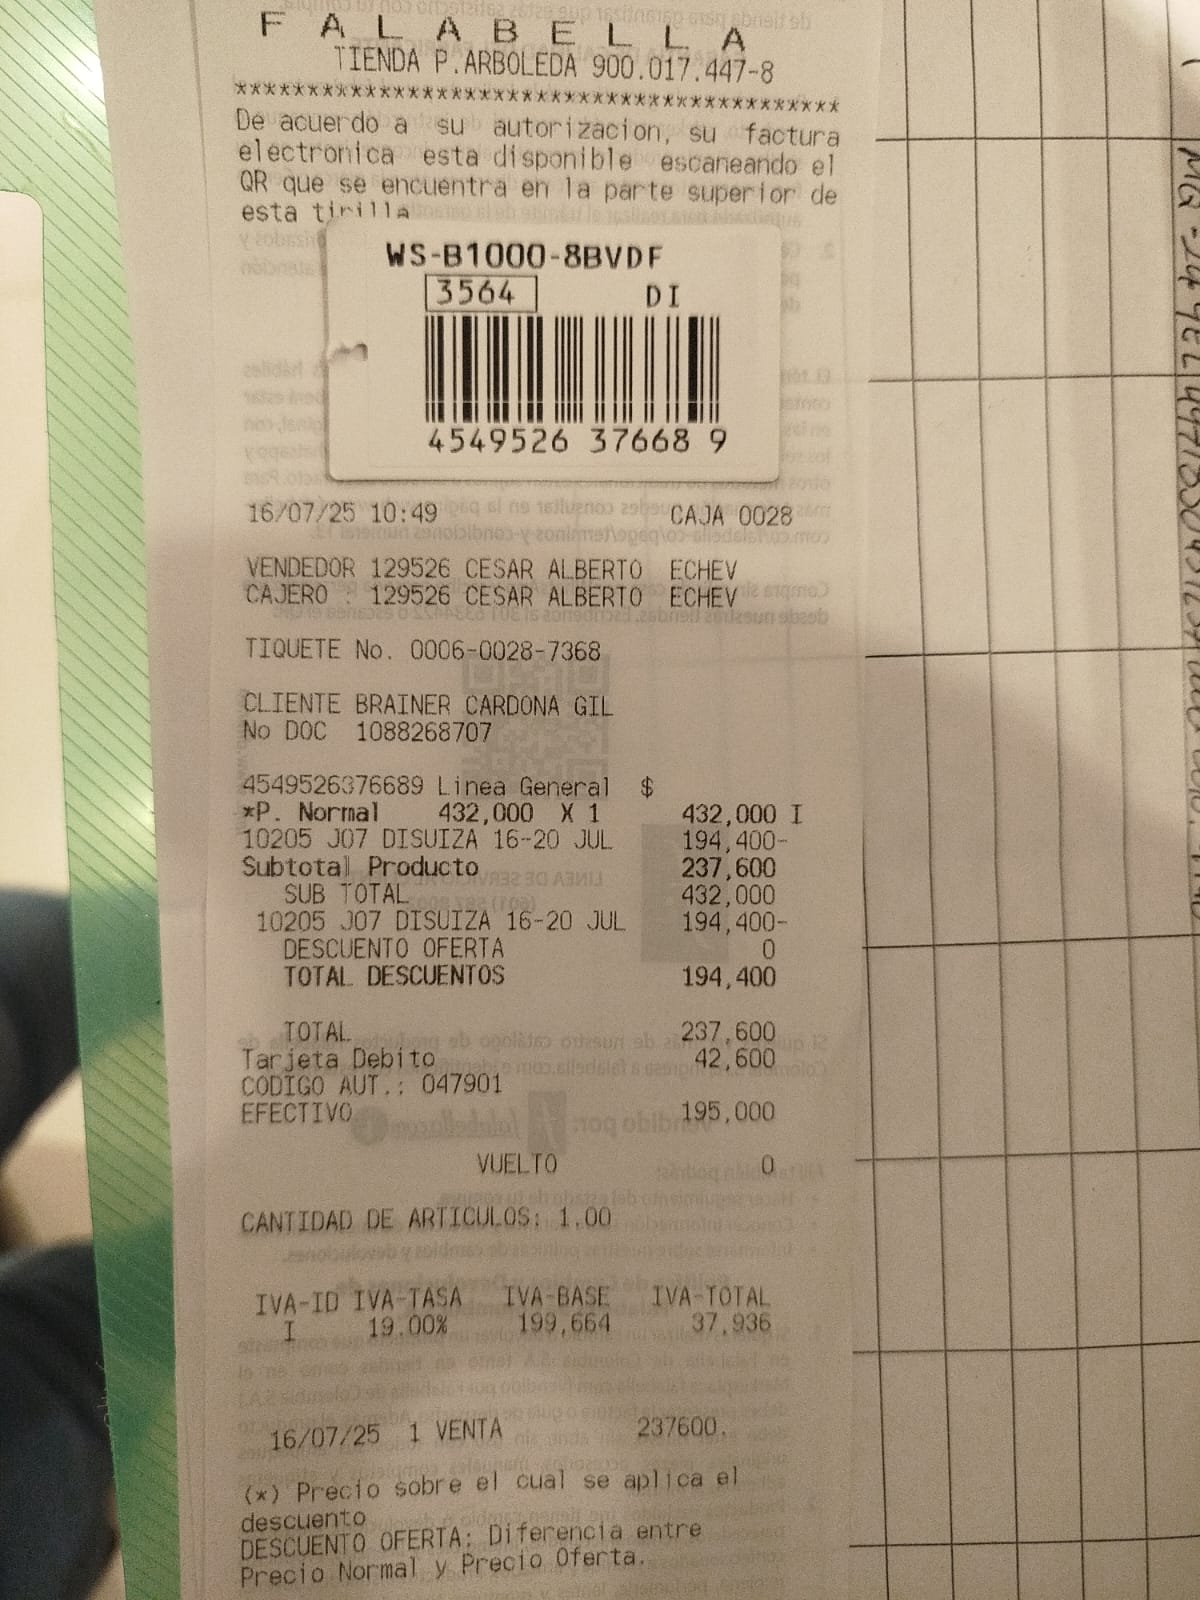 F A L A B E L L A
TIENDA P.ARBOLEDA 900.017.447-8
******************************************
De acuerdo a su autorizacion, su factura
electronica esta disponible escaneando el
QR que se encuentra en la parte superior de
esta tirilla
WS-B1000-8BVDF
3564 DI
4549526 37668 9
16/07/25 10:49 CAJA 0028
VENDEDOR 129526 CESAR ALBERTO ECHEV
CAJERO : 129526 CESAR ALBERTO ECHEV
TIQUETE No. 0006-0028-7368
CLIENTE BRAINER CARDONA GIL
No DOC 1088268707
4549526376689 Linea General $
*P. Normal 432,000 X 1 432,000 I
10205 J07 DISUIZA 16-20 JUL 194,400-
Subtotal Producto 237,600
SUB TOTAL 432,000
10205 J07 DISUIZA 16-20 JUL 194,400-
DESCUENTO OFERTA 0
TOTAL DESCUENTOS 194,400
TOTAL 237,600
Tarjeta Debito 42,600
CODIGO AUT.: 047901
EFECTIVO 195,000
VUELTO 0
CANTIDAD DE ARTICULOS: 1.00
IVA-ID IVA-TASA IVA-BASE IVA-TOTAL
I 19.00% 199,664 37,936
16/07/25 1 VENTA 237600.
(*) Precio sobre el cual se aplica el
descuento
DESCUENTO OFERTA: Diferencia entre
Precio Normal y Precio Oferta.